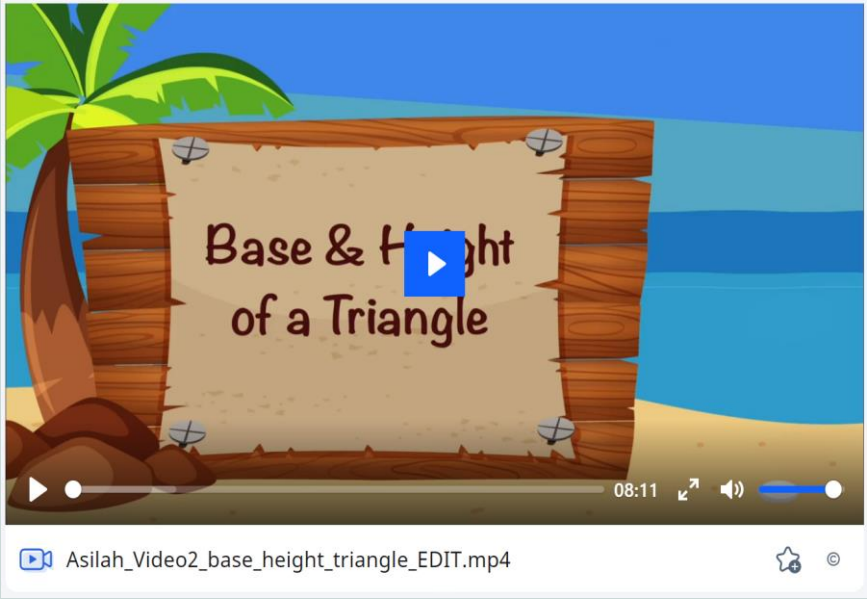 Base & Height
of a Triangle
08:11
Asilah_Video2_base_height_triangle_EDIT.mp4
©